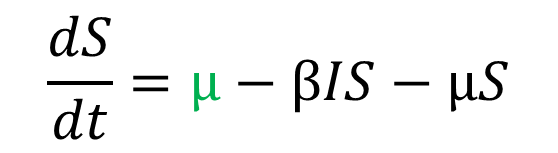 dS/dt = μ − βIS − μS